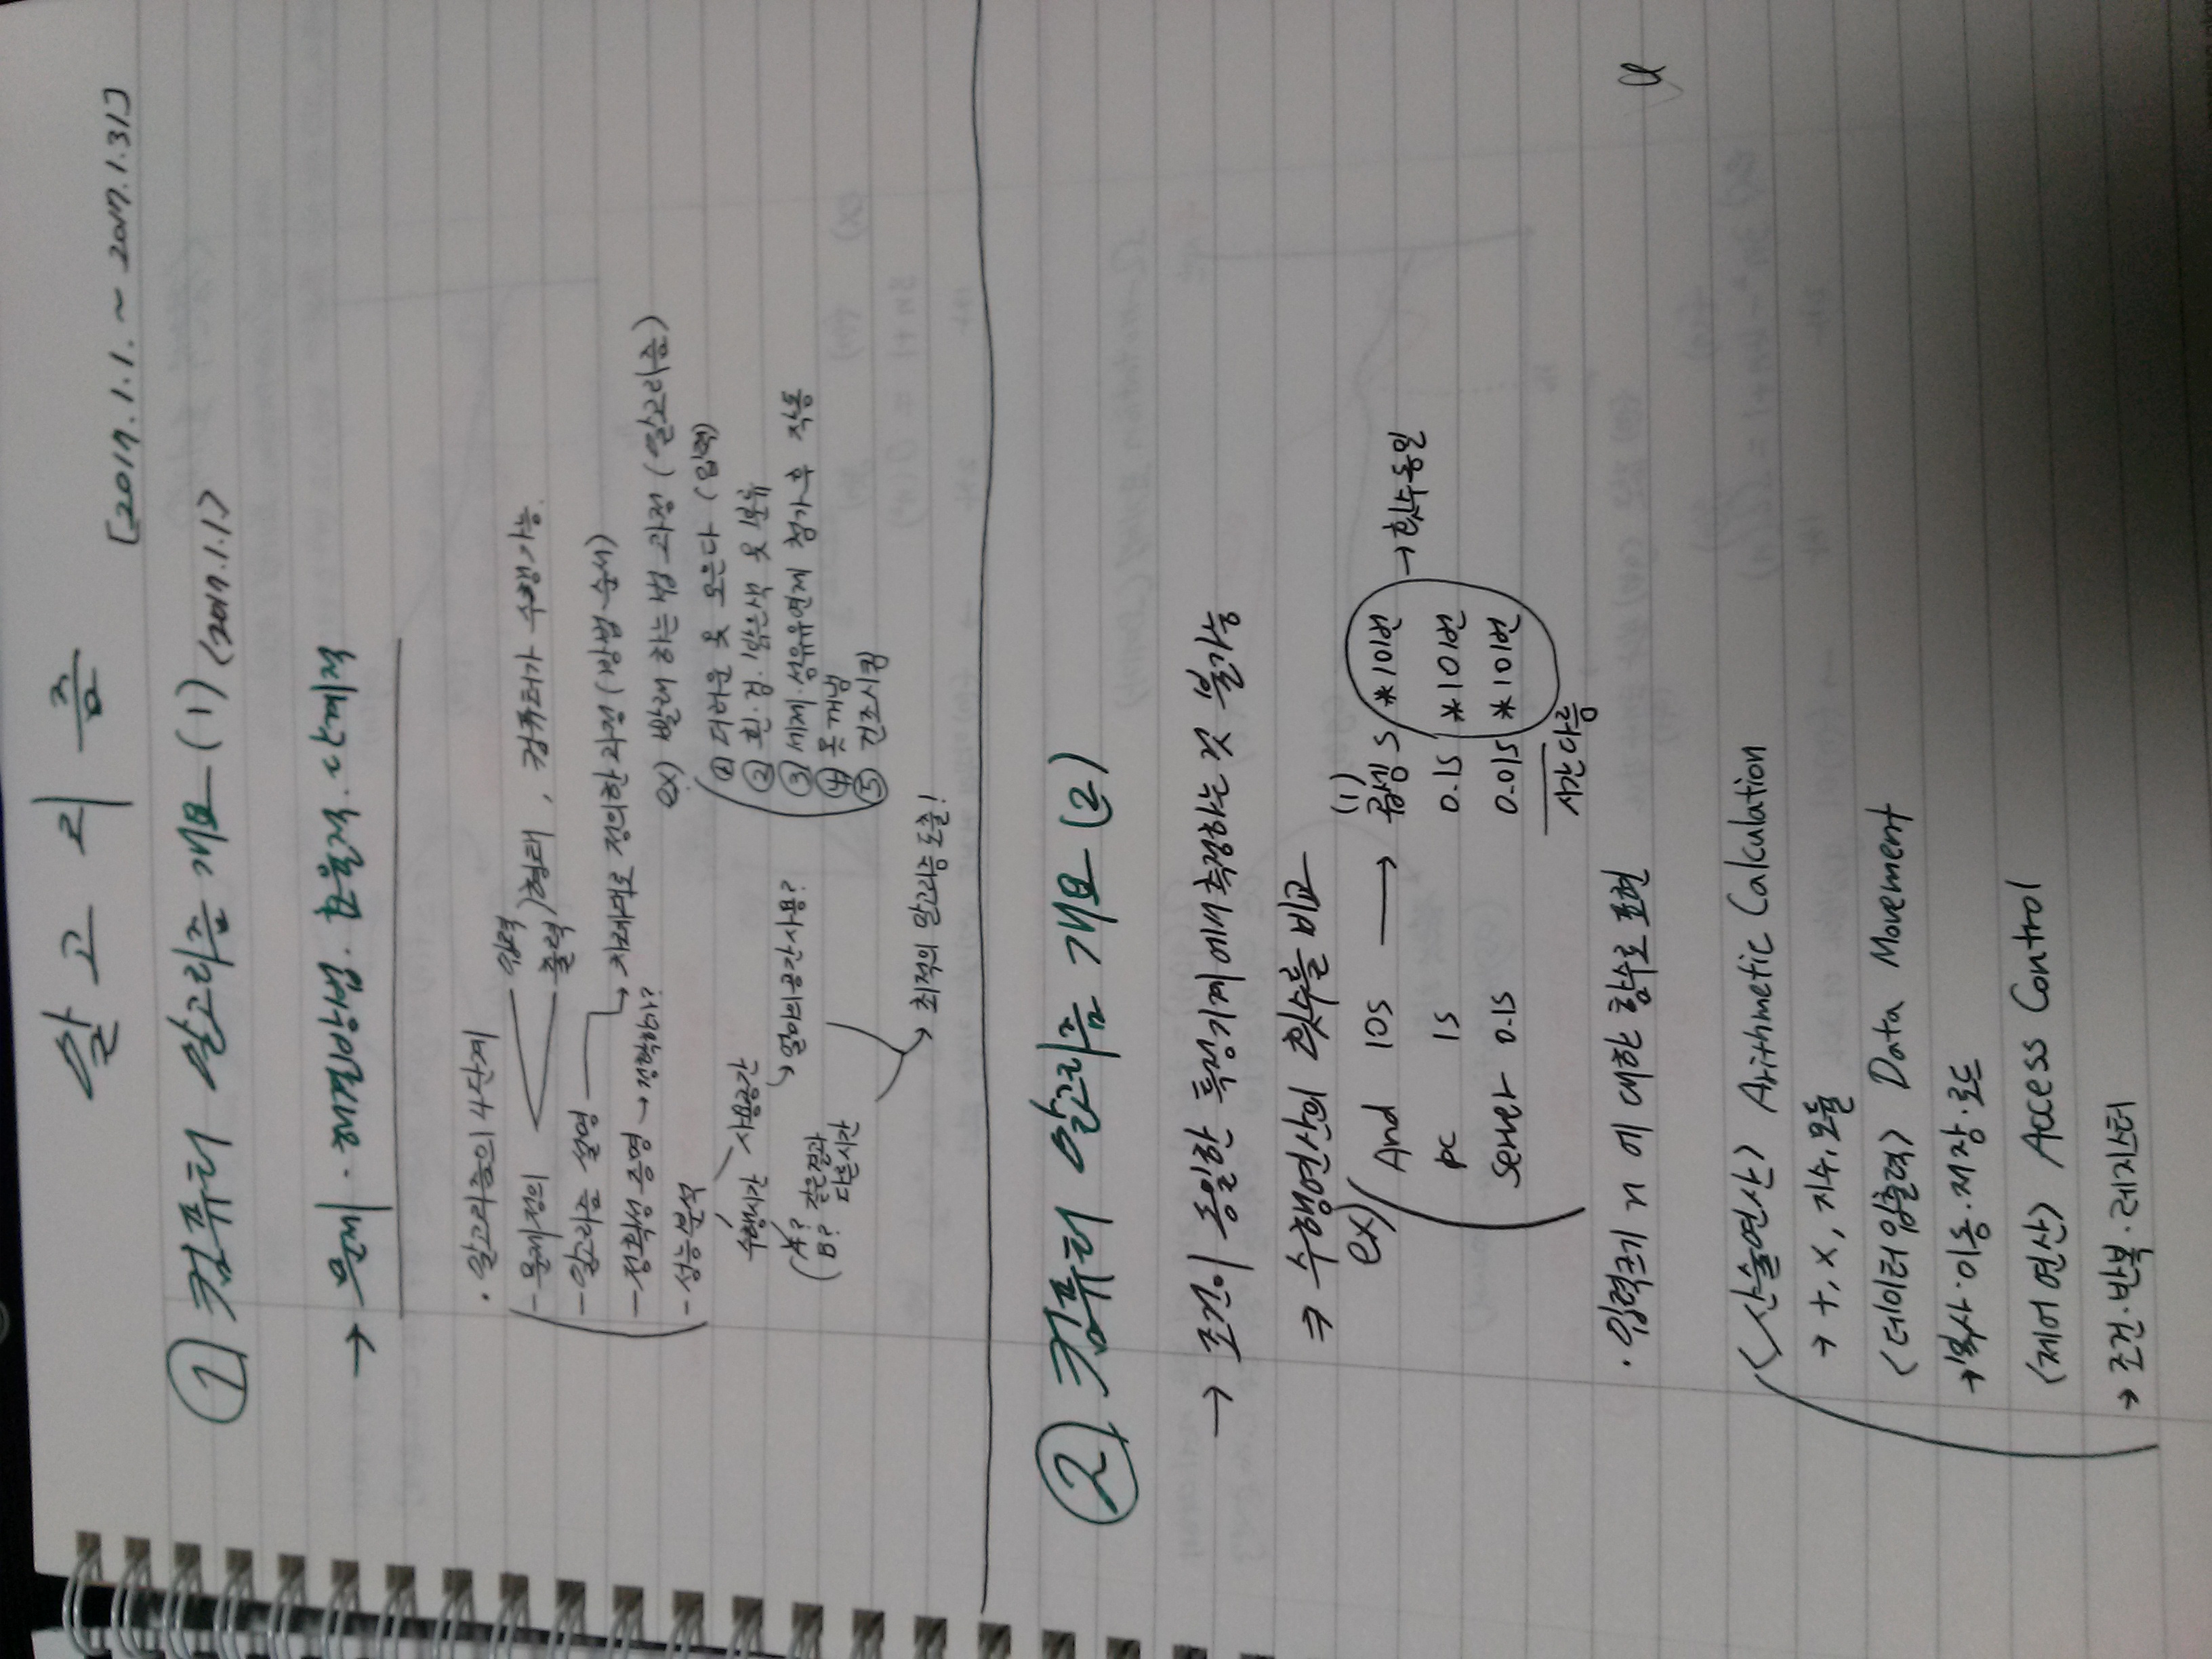 알고리즘
[2017.1.1. ~ 2017.1.31]
① 컴퓨터 알고리즘 개요 (1) <2017.1.1>
→ 문제 · 해결방법 · 효율적 · 단계적
· 알고리즘의 4단계
- 문제정의
입력
출력 ) 형태 , 컴퓨터가 수행가능.
- 알고리즘 설명 → 차례대로 정의한 과정 (방법·순서)
- 정확성 증명 → 정확한가?
- 성능분석
수행시간 사용공간
A?
B? 같은결과
다른시간
→ 얼마의 공간사용?
→ 최적의 알고리즘 도출!
ex) 빨래 하는 법 과정 (알고리즘)
① 더러운 옷 모은다 (입력)
② 흰·검·밝은색 옷 분류
③ 세제·섬유유연제 첨가 후 작동
④ 옷 꺼냄
⑤ 건조시킴
② 컴퓨터 알고리즘 개요 (2)
→ 조건이 동일한 특정기계에서 측정하는 것 불가능
⇒ 수행연산의 횟수를 비교
(1)
ex) And 10s → 곱셈 s *101번 → 횟수동일
pc 1s 0.1s *101번
server 0.1s 0.01s *101번
시간다름
· 입력크기 n 에 대한 함수로 표현
<산술연산> Arithmetic Calculation
→ +, x, 지수, 모듈
<데이터입출력> Data Movement
→ 복사·이동·저장·로드
<제어연산> Access Control
→ 조건·반복·레지스터